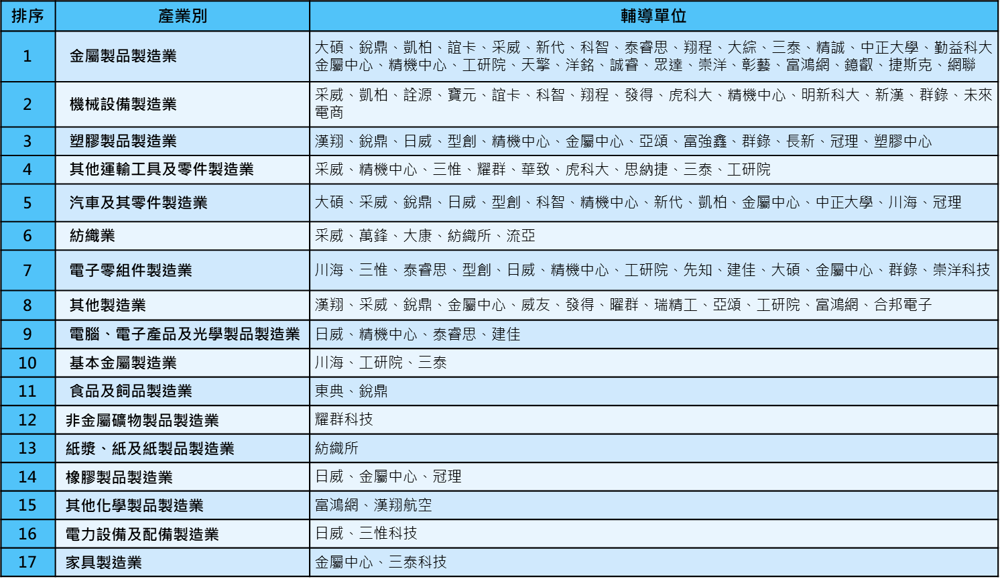 排序 產業別 輔導單位
1 金屬製品製造業 大碩、銳鼎、凱柏、誼卡、采威、新代、科智、泰睿思、翔程、大綜、三泰、精誠、中正大學、勤益科大
金屬中心、精機中心、工研院、天擎、洋銘、誠睿、眾達、崇洋、彰藝、富鴻網、鐿叡、捷斯克、網聯
2 機械設備製造業 采威、凱柏、詮源、寶元、誼卡、科智、翔程、發得、虎科大、精機中心、明新科大、新漢、群錄、未來
電商
3 塑膠製品製造業 漢翔、銳鼎、日威、型創、精機中心、金屬中心、亞頌、富強鑫、群錄、長新、冠理、塑膠中心
4 其他運輸工具及零件製造業 采威、精機中心、三惟、耀群、華致、虎科大、思納捷、三泰、工研院
5 汽車及其零件製造業 大碩、采威、銳鼎、日威、型創、科智、精機中心、新代、凱柏、金屬中心、中正大學、川海、冠理
6 紡織業 采威、萬鋒、大康、紡織所、流亞
7 電子零組件製造業 川海、三惟、泰睿思、型創、日威、精機中心、工研院、先知、建佳、大碩、金屬中心、群錄、崇洋科技
8 其他製造業 漢翔、采威、銳鼎、金屬中心、威友、發得、曜群、瑞精工、亞頌、工研院、富鴻網、合邦電子
9 電腦、電子產品及光學製品製造業 日威、精機中心、泰睿思、建佳
10 基本金屬製造業 川海、工研院、三泰
11 食品及飼品製造業 東典、銳鼎
12 非金屬礦物製品製造業 耀群科技
13 紙漿、紙及紙製品製造業 紡織所
14 橡膠製品製造業 日威、金屬中心、冠理
15 其他化學製品製造業 富鴻網、漢翔航空
16 電力設備及配備製造業 日威、三惟科技
17 家具製造業 金屬中心、三泰科技